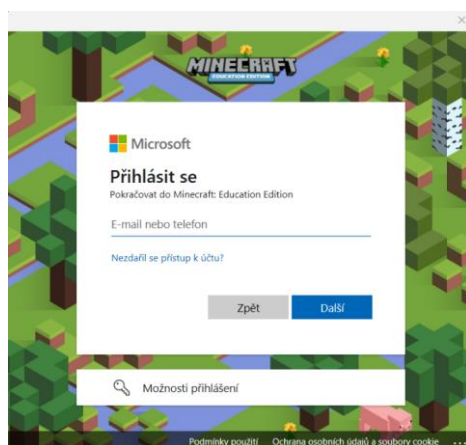 MINECRAFT
EDUCATION EDITION
Microsoft
Přihlásit se
Pokračovat do Minecraft: Education Edition
E-mail nebo telefon
Nezdařil se přístup k účtu?
Zpět
Další
Možnosti přihlášení
Podmínky použití Ochrana osobních údajů a soubory cookie ...